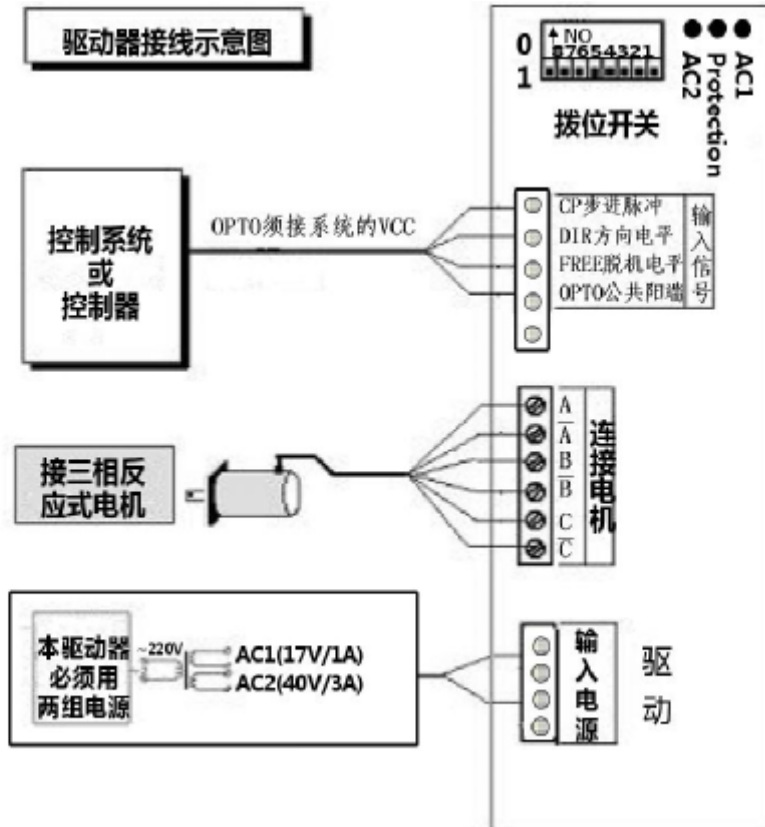 驱动器接线示意图
0
1
NO
87654321
拨位开关
AC1
Protection
AC2
控制系统
或
控制器
OPTO须接系统的VCC
CP步进脉冲
DIR方向电平
FREE脱机电平
OPTO公共阳端
输入信号
接三相反
应式电机
A
A̅
B
B̅
C
C̅
连接电机
本驱动器
必须用
两组电源
~220V
AC1(17V/1A)
AC2(40V/3A)
输入电源
驱动